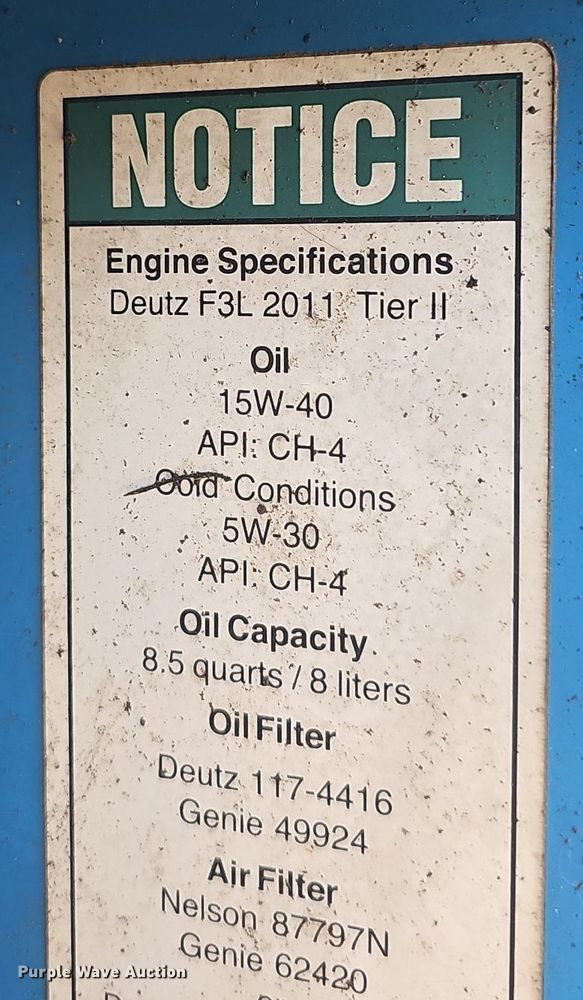 NOTICE
Engine Specifications
Deutz F3L 2011 Tier II
Oil
15W-40
API: CH-4
Cold Conditions
5W-30
API: CH-4
Oil Capacity
8.5 quarts / 8 liters
Oil Filter
Deutz 117-4416
Genie 49924
Air Filter
Nelson 87797N
Genie 62420
Purple Wave Auction